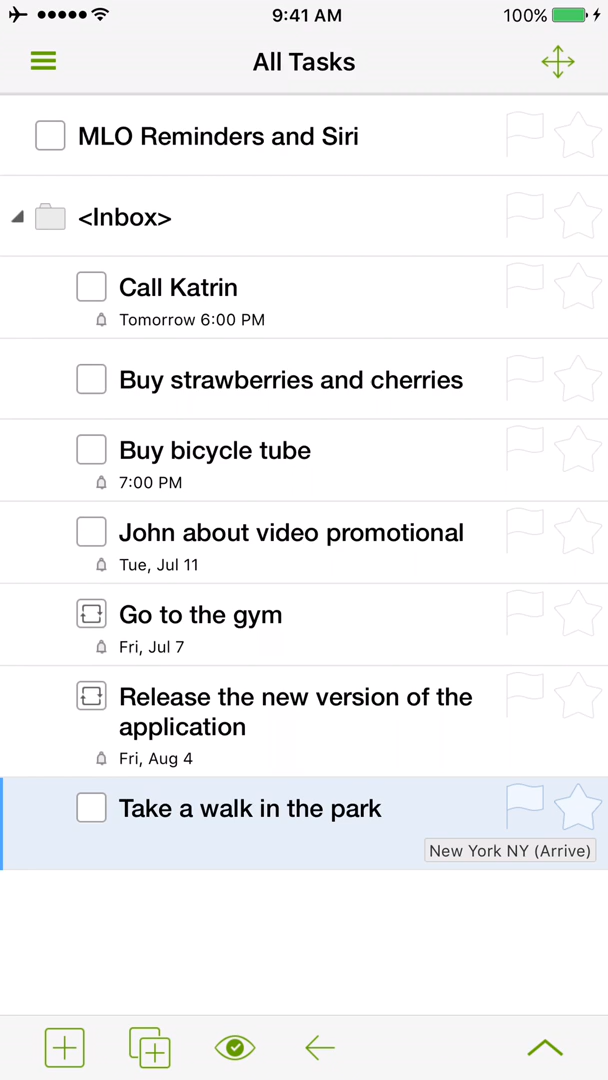 9:41 AM
100%
All Tasks
MLO Reminders and Siri
<Inbox>
Call Katrin
Tomorrow 6:00 PM
Buy strawberries and cherries
Buy bicycle tube
7:00 PM
John about video promotional
Tue, Jul 11
Go to the gym
Fri, Jul 7
Release the new version of the
application
Fri, Aug 4
Take a walk in the park
New York NY (Arrive)